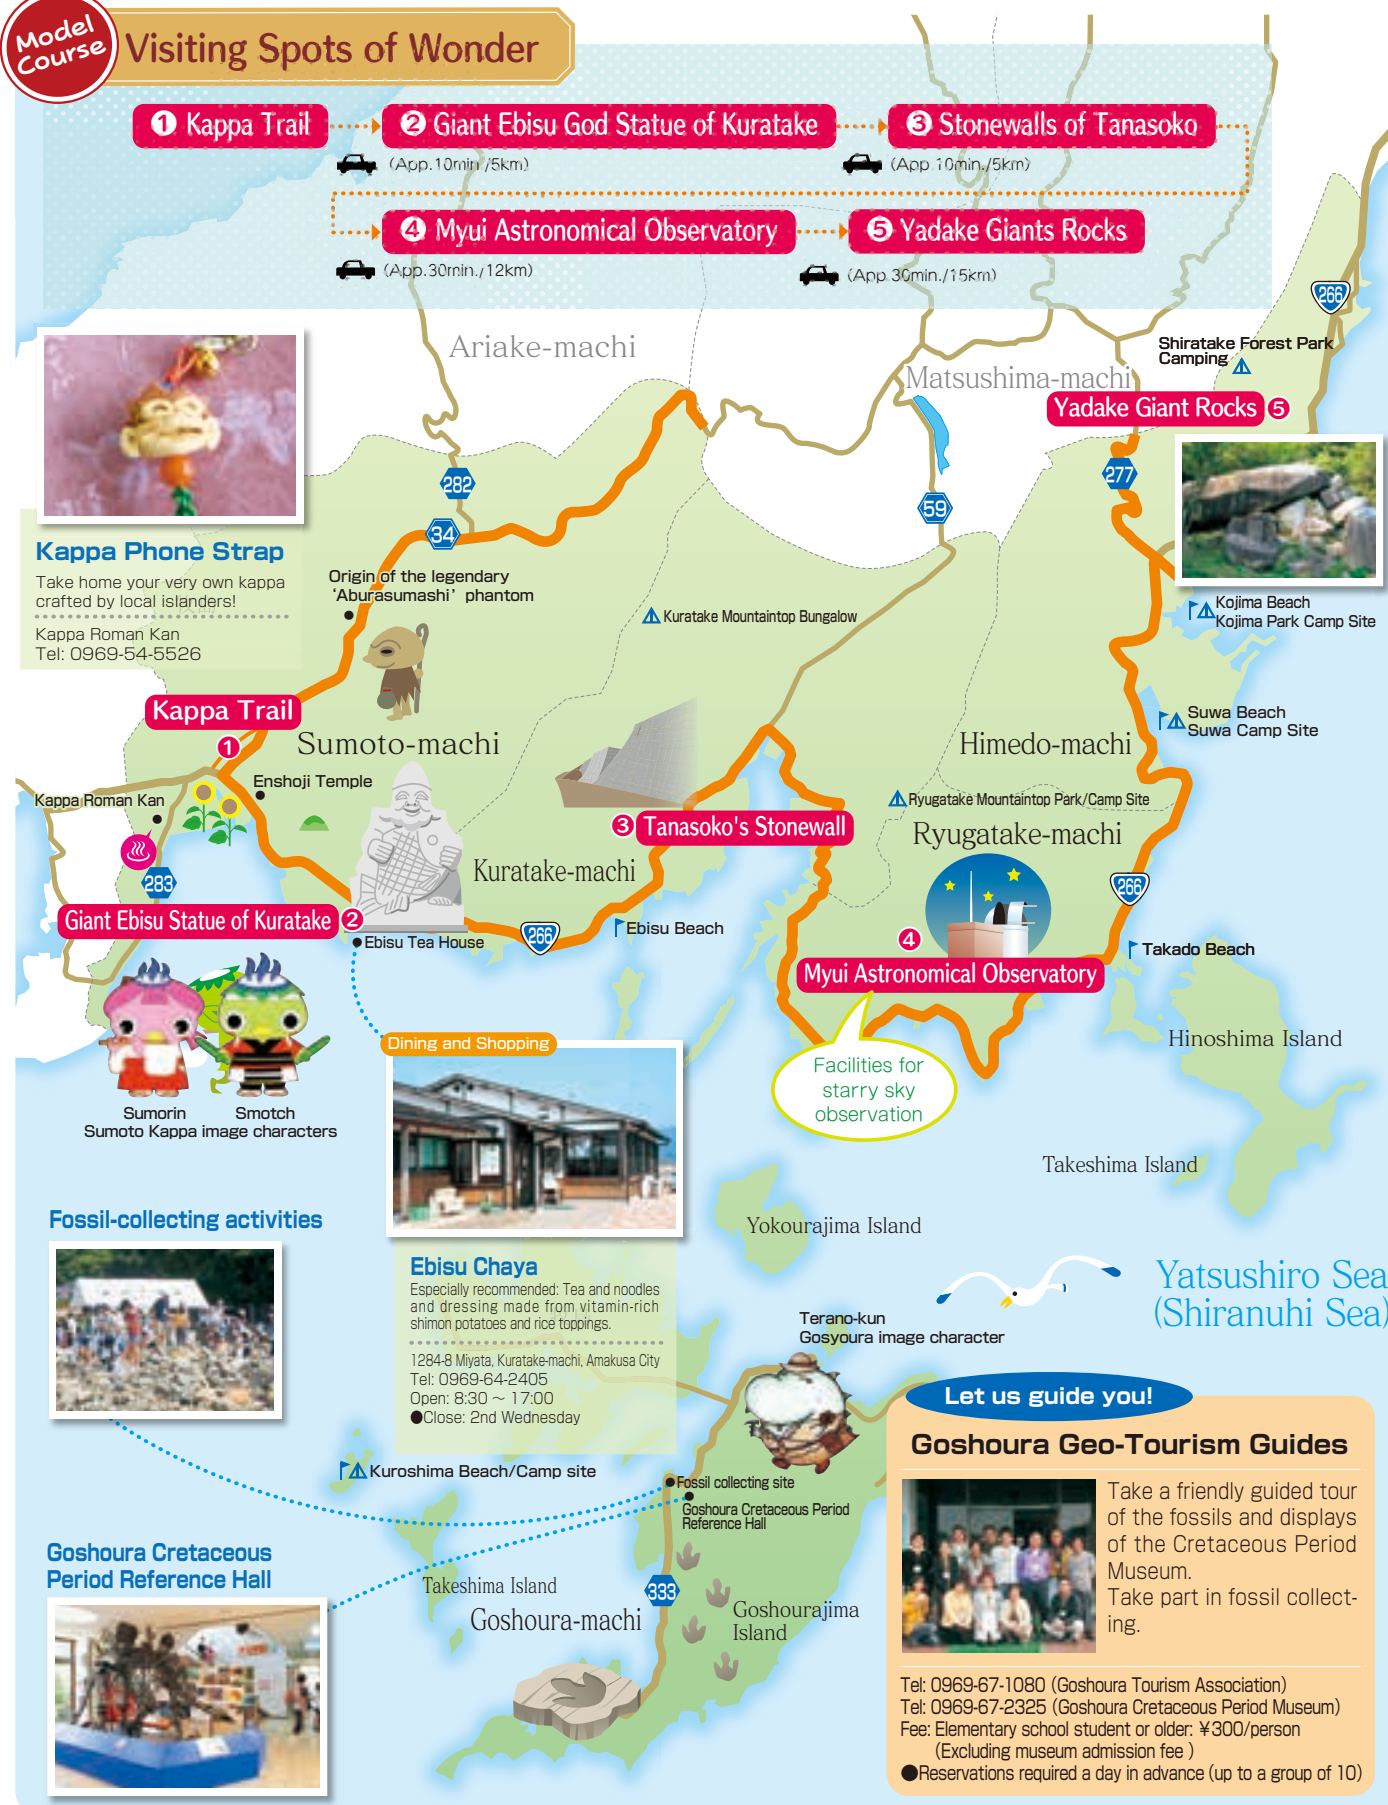 Model
Course
Visiting Spots of Wonder
❶ Kappa Trail
❷ Giant Ebisu God Statue of Kuratake
❸ Stonewalls of Tanasoko
(App.10min./5km)
(App.10min./5km)
❹ Myui Astronomical Observatory
❺ Yadake Giants Rocks
(App.30min./12km)
(App.30min./15km)
266
Ariake-machi
Shiratake Forest Park
Camping
Matsushima-machi
Yadake Giant Rocks ❺
282
277
59
34
Kappa Phone Strap
Take home your very own kappa
crafted by local islanders!
Kappa Roman Kan
Tel: 0969-54-5526
Origin of the legendary
‘Aburasumashi’ phantom
Kuratake Mountaintop Bungalow
Kojima Beach
Kojima Park Camp Site
Kappa Trail
❶
Suwa Beach
Suwa Camp Site
Sumoto-machi
Himedo-machi
Enshoji Temple
Kappa Roman Kan
Ryugatake Mountaintop Park/Camp Site
❸ Tanasoko's Stonewall
Ryugatake-machi
Kuratake-machi
283
266
Giant Ebisu Statue of Kuratake ❷
Ebisu Tea House
266
Ebisu Beach
❹
Takado Beach
Myui Astronomical Observatory
Hinoshima Island
Dining and Shopping
Facilities for
starry sky
observation
Sumorin
Smotch
Sumoto Kappa image characters
Takeshima Island
Fossil-collecting activities
Yokourajima Island
Ebisu Chaya
Especially recommended: Tea and noodles
and dressing made from vitamin-rich
shimon potatoes and rice toppings.
1284-8 Miyata, Kuratake-machi, Amakusa City
Tel: 0969-64-2405
Open: 8:30 ～ 17:00
●Close: 2nd Wednesday
Yatsushiro Sea
(Shiranuhi Sea)
Terano-kun
Gosyoura image character
Let us guide you!
Goshoura Geo-Tourism Guides
Take a friendly guided tour
of the fossils and displays
of the Cretaceous Period
Museum.
Take part in fossil collect-
ing.
Tel: 0969-67-1080 (Goshoura Tourism Association)
Tel: 0969-67-2325 (Goshoura Cretaceous Period Museum)
Fee: Elementary school student or older: ¥300/person
(Excluding museum admission fee )
●Reservations required a day in advance (up to a group of 10)
Kuroshima Beach/Camp site
Fossil collecting site
Goshoura Cretaceous Period
Reference Hall
Goshoura Cretaceous
Period Reference Hall
Takeshima Island
333
Goshoura-machi
Goshourajima
Island